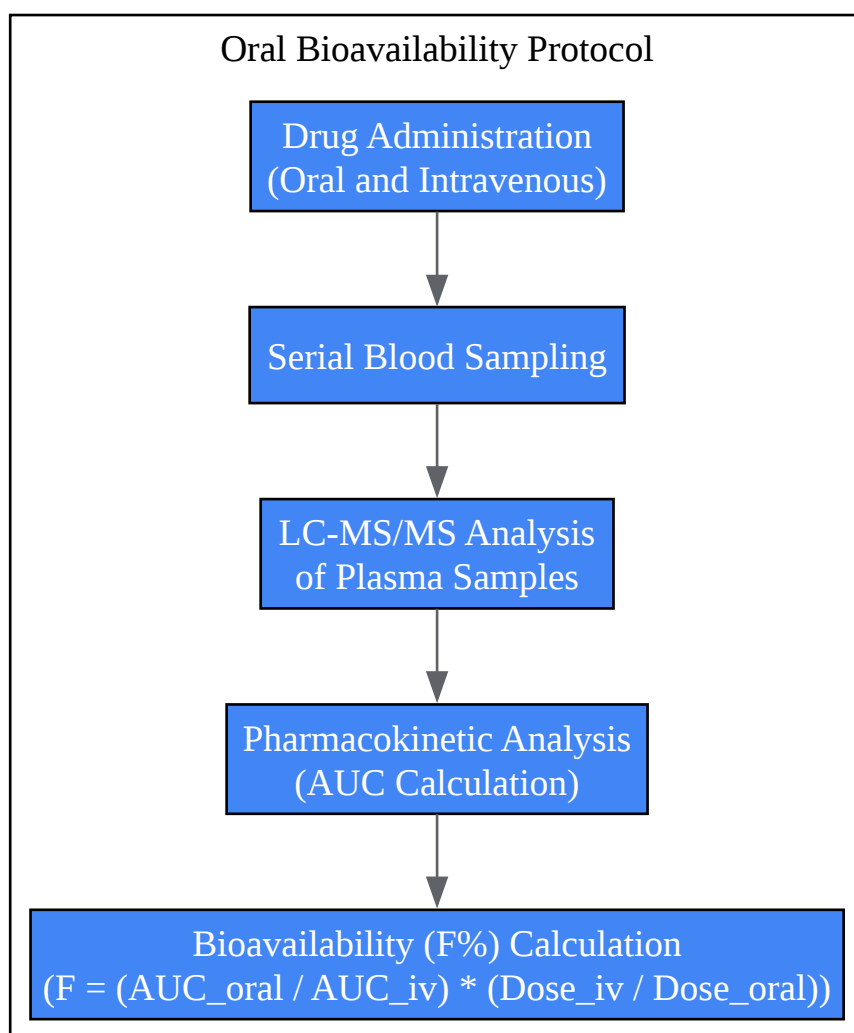 Oral Bioavailability Protocol
Drug Administration
(Oral and Intravenous)
Serial Blood Sampling
LC-MS/MS Analysis
of Plasma Samples
Pharmacokinetic Analysis
(AUC Calculation)
Bioavailability (F%) Calculation
(F = (AUC_oral / AUC_iv) * (Dose_iv / Dose_oral))